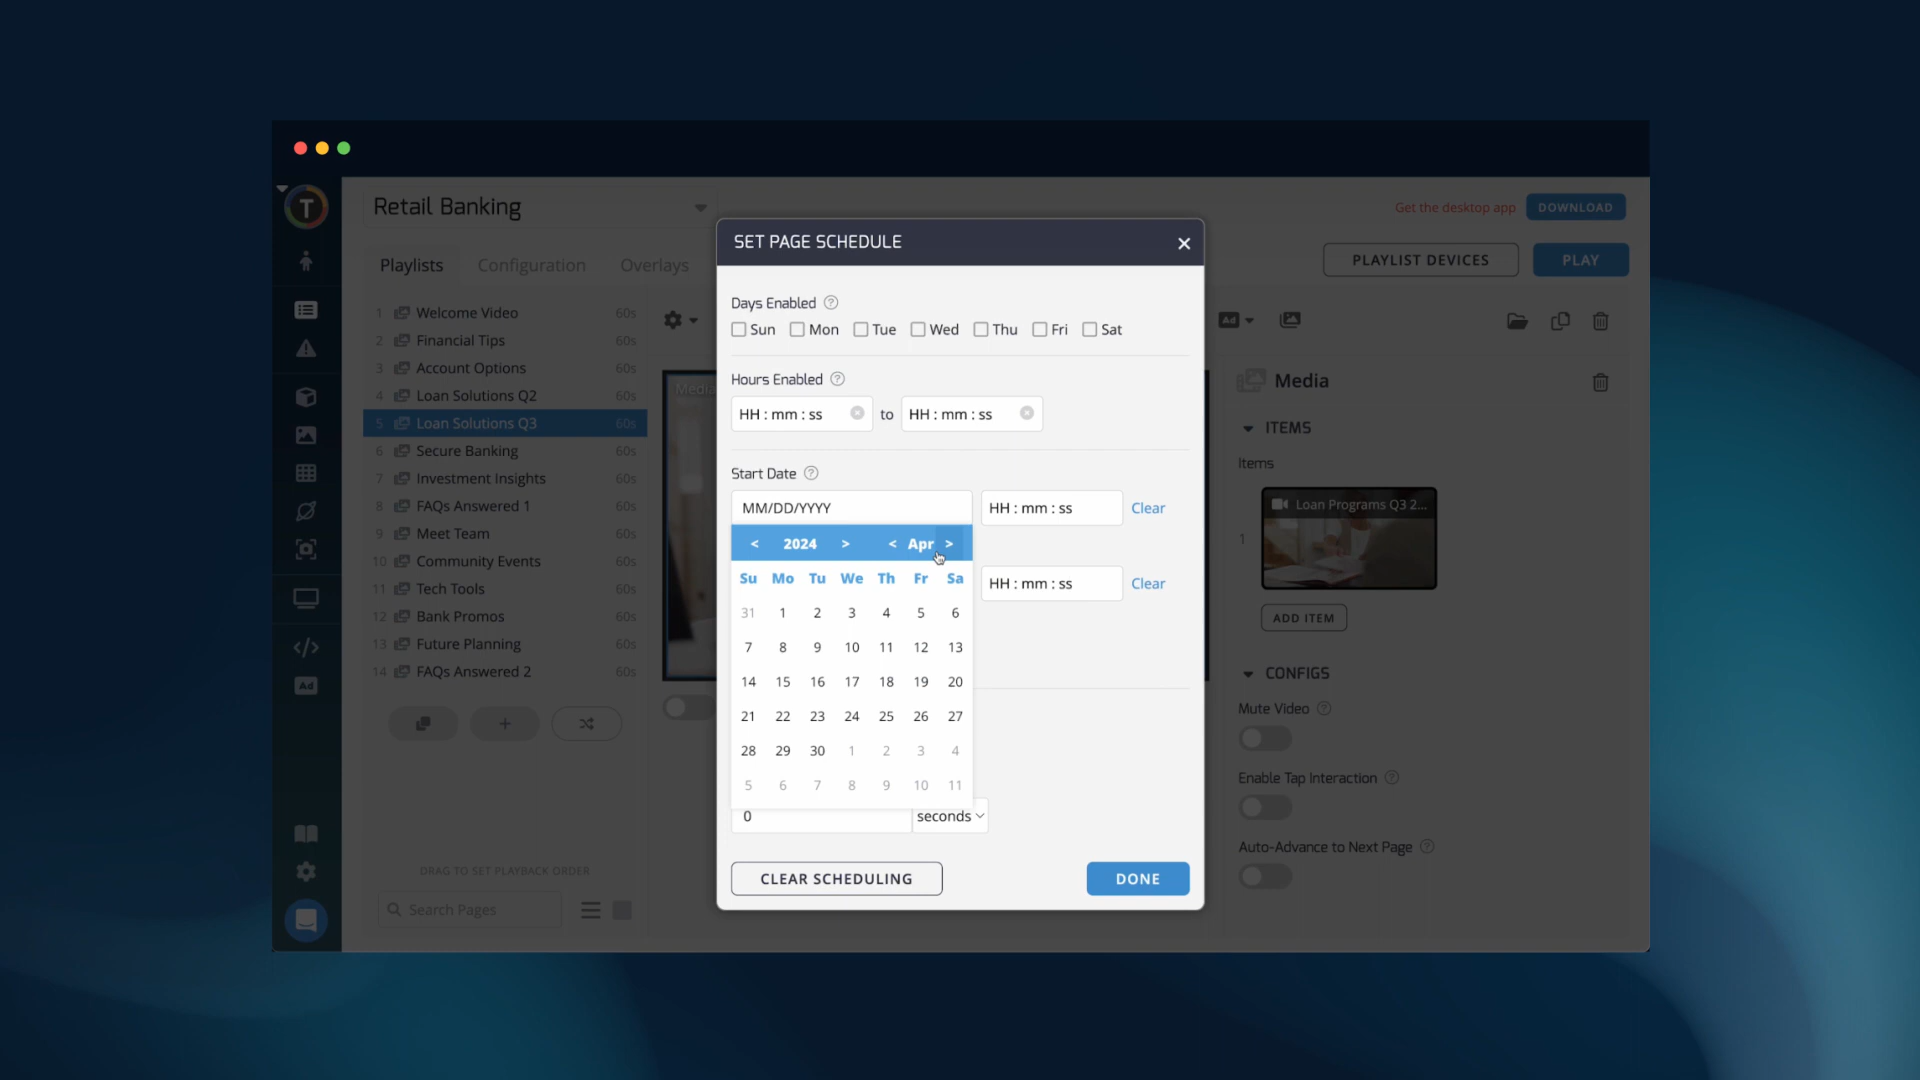 T
Retail Banking
Get the desktop app
DOWNLOAD
Playlists
Configuration
Overlays
PLAYLIST DEVICES
PLAY
1 Welcome Video 60s
2 Financial Tips 60s
3 Account Options 60s
4 Loan Solutions Q2 60s
5 Loan Solutions Q3 60s
6 Secure Banking 60s
7 Investment Insights 60s
8 FAQs Answered 1 60s
9 Meet Team 60s
10 Community Events 60s
11 Tech Tools 60s
12 Bank Promos 60s
13 Future Planning 60s
14 FAQs Answered 2 60s
DRAG TO SET PLAYBACK ORDER
Search Pages
Ad
Media
SET PAGE SCHEDULE
Days Enabled ?
Sun Mon Tue Wed Thu Fri Sat
Hours Enabled ?
HH : mm : ss to HH : mm : ss
Start Date ?
MM/DD/YYYY HH : mm : ss Clear
< 2024 > < Apr >
Su Mo Tu We Th Fr Sa
HH : mm : ss Clear
31 1 2 3 4 5 6
7 8 9 10 11 12 13
14 15 16 17 18 19 20
21 22 23 24 25 26 27
28 29 30 1 2 3 4
5 6 7 8 9 10 11
0 seconds
CLEAR SCHEDULING
DONE
Ad
Media
ITEMS
Items
1
Loan Programs Q3 2...
ADD ITEM
CONFIGS
Mute Video ?
Enable Tap Interaction ?
Auto-Advance to Next Page ?